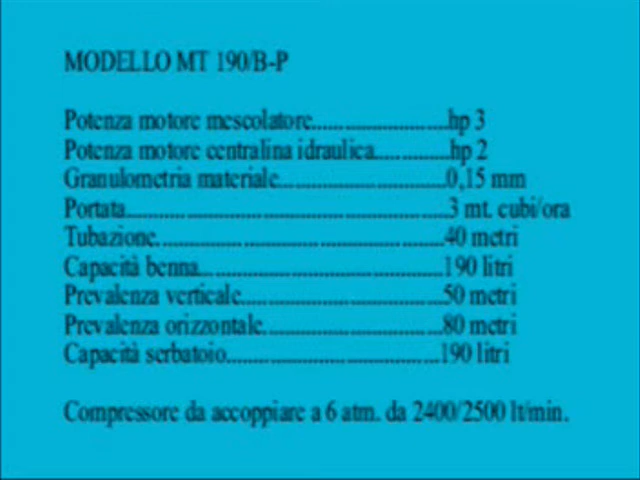 MODELLO MT 190/B-P
Potenza motore mescolatore.........................hp 3
Potenza motore centralina idraulica..............hp 2
Granulometria materiale..............................0,15 mm
Portata..........................................................3 mt. cubi/ora
Tubazione....................................................40 metri
Capacità benna............................................190 litri
Prevalenza verticale.....................................50 metri
Prevalenza orizzontale.................................80 metri
Capacità serbatoio.......................................190 litri
Compressore da accoppiare a 6 atm. da 2400/2500 lt/min.